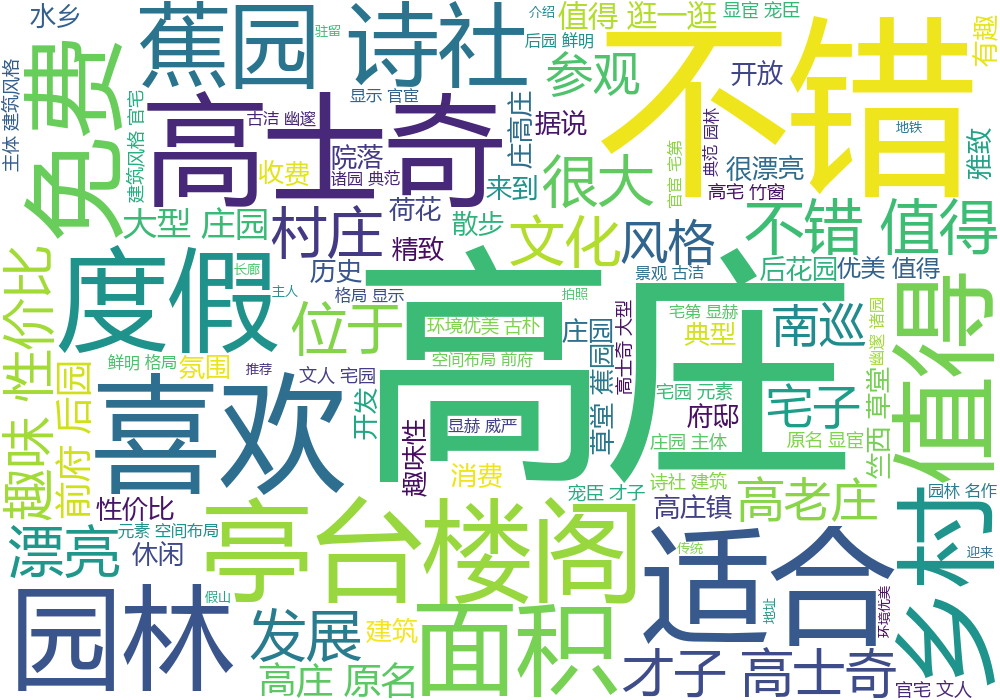 水乡
蕉园 诗社
驻留
介绍
后园 鲜明
值得 逛一逛
显宦 宠臣
不错
有趣
免费
主体 建筑风格
建筑风格 官宅
高士奇
显示 官宦
古洁 幽邃
收费
院落
诸园 典范
庄高庄
据说
参观
开放
典范 园林
地铁
雅致
很漂亮
官宦 宅第
高宅 竹窗
来到
很大
大型 庄园
村庄
荷花
散步
精致
文化
风格
不错 值得
度假
长廊
主人
历史
格局 显示
高庄
拍照
景观 古洁
后花园
优美 值得
趣味 性价比
位于
环境优美 古朴
庄园
高士奇 大型
宅第 显赫
典型
南巡
幽邃 诸园
值得
鲜明 格局
氛围
推荐
文人 宅园
空间布局 前府
草堂 蕉园
宅园 元素
宅子
草堂
前府 后园
喜欢
开发
显赫 威严
趣味性
府邸
庄园 主体
原名 显宦
竺西
消费
宠臣 才子
诗社 建筑
性价比
高庄镇
高老庄
园林 名作
漂亮
元素 空间布局
休闲
亭台楼阁
传统
适合
乡村
迎来
园林
假山
发展
建筑
面积
地址
环境优美
高庄 原名
才子 高士奇
官宅 文人